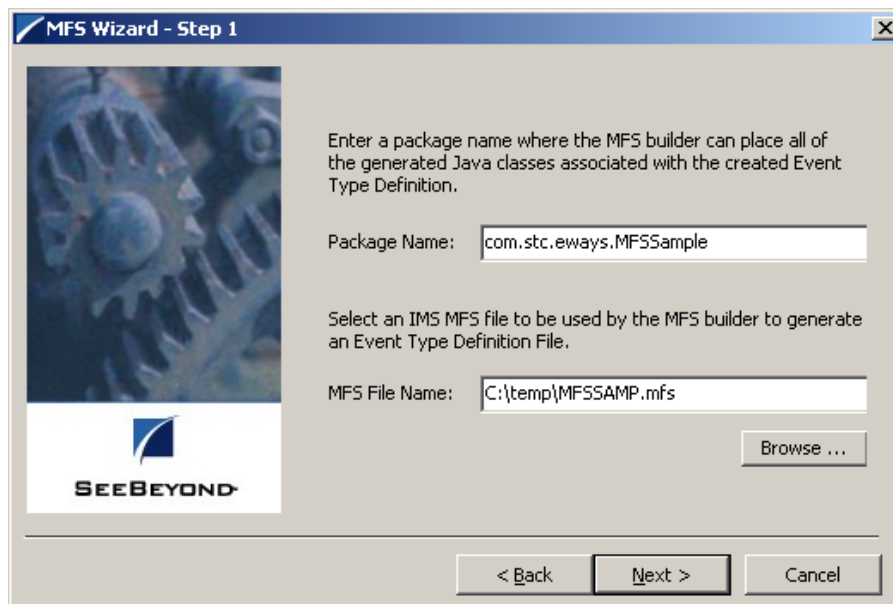 MFS Wizard - Step 1
Enter a package name where the MFS builder can place all of
the generated Java classes associated with the created Event
Type Definition.
Package Name: com.stc.eways.MFSSample
Select an IMS MFS file to be used by the MFS builder to generate
an Event Type Definition File.
MFS File Name: C:\temp\MFSSAMP.mfs
Browse ...
SEEBEYOND
< Back Next > Cancel